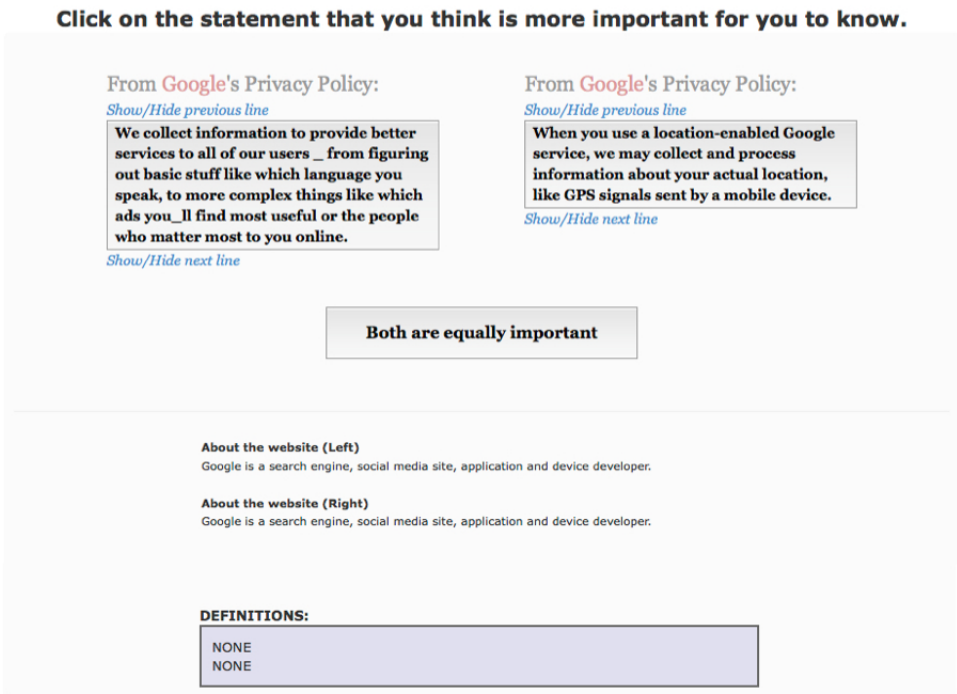 Click on the statement that you think is more important for you to know.
From Google's Privacy Policy:
Show/Hide previous line
We collect information to provide better
services to all of our users _ from figuring
out basic stuff like which language you
speak, to more complex things like which
ads you_ll find most useful or the people
who matter most to you online.
Show/Hide next line
From Google's Privacy Policy:
Show/Hide previous line
When you use a location-enabled Google
service, we may collect and process
information about your actual location,
like GPS signals sent by a mobile device.
Show/Hide next line
Both are equally important
About the website (Left)
Google is a search engine, social media site, application and device developer.
About the website (Right)
Google is a search engine, social media site, application and device developer.
DEFINITIONS:
NONE
NONE